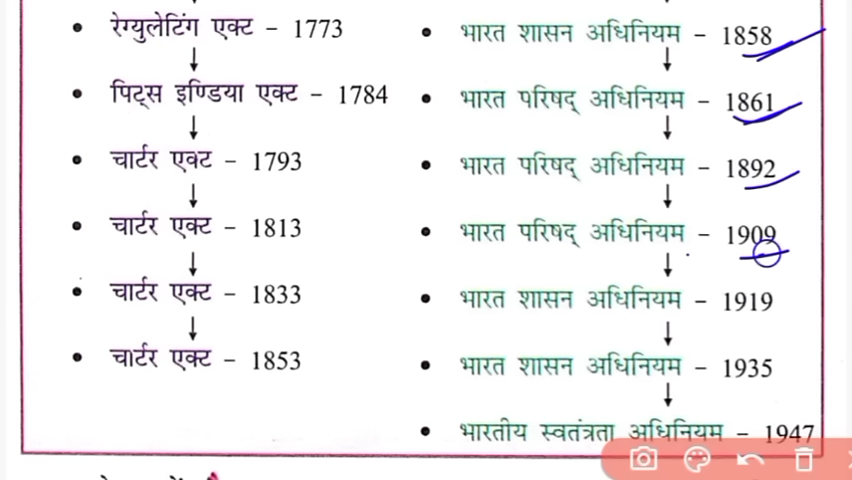 • रेग्युलेटिंग एक्ट – 1773
↓
• पिट्स इण्डिया एक्ट – 1784
↓
• चार्टर एक्ट – 1793
↓
• चार्टर एक्ट – 1813
↓
• चार्टर एक्ट – 1833
↓
• चार्टर एक्ट – 1853
• भारत शासन अधिनियम – 1858
↓
• भारत परिषद् अधिनियम – 1861
↓
• भारत परिषद् अधिनियम – 1892
↓
• भारत परिषद् अधिनियम – 1909
↓
• भारत शासन अधिनियम – 1919
↓
• भारत शासन अधिनियम – 1935
↓
• भारतीय स्वतंत्रता अधिनियम – 1947